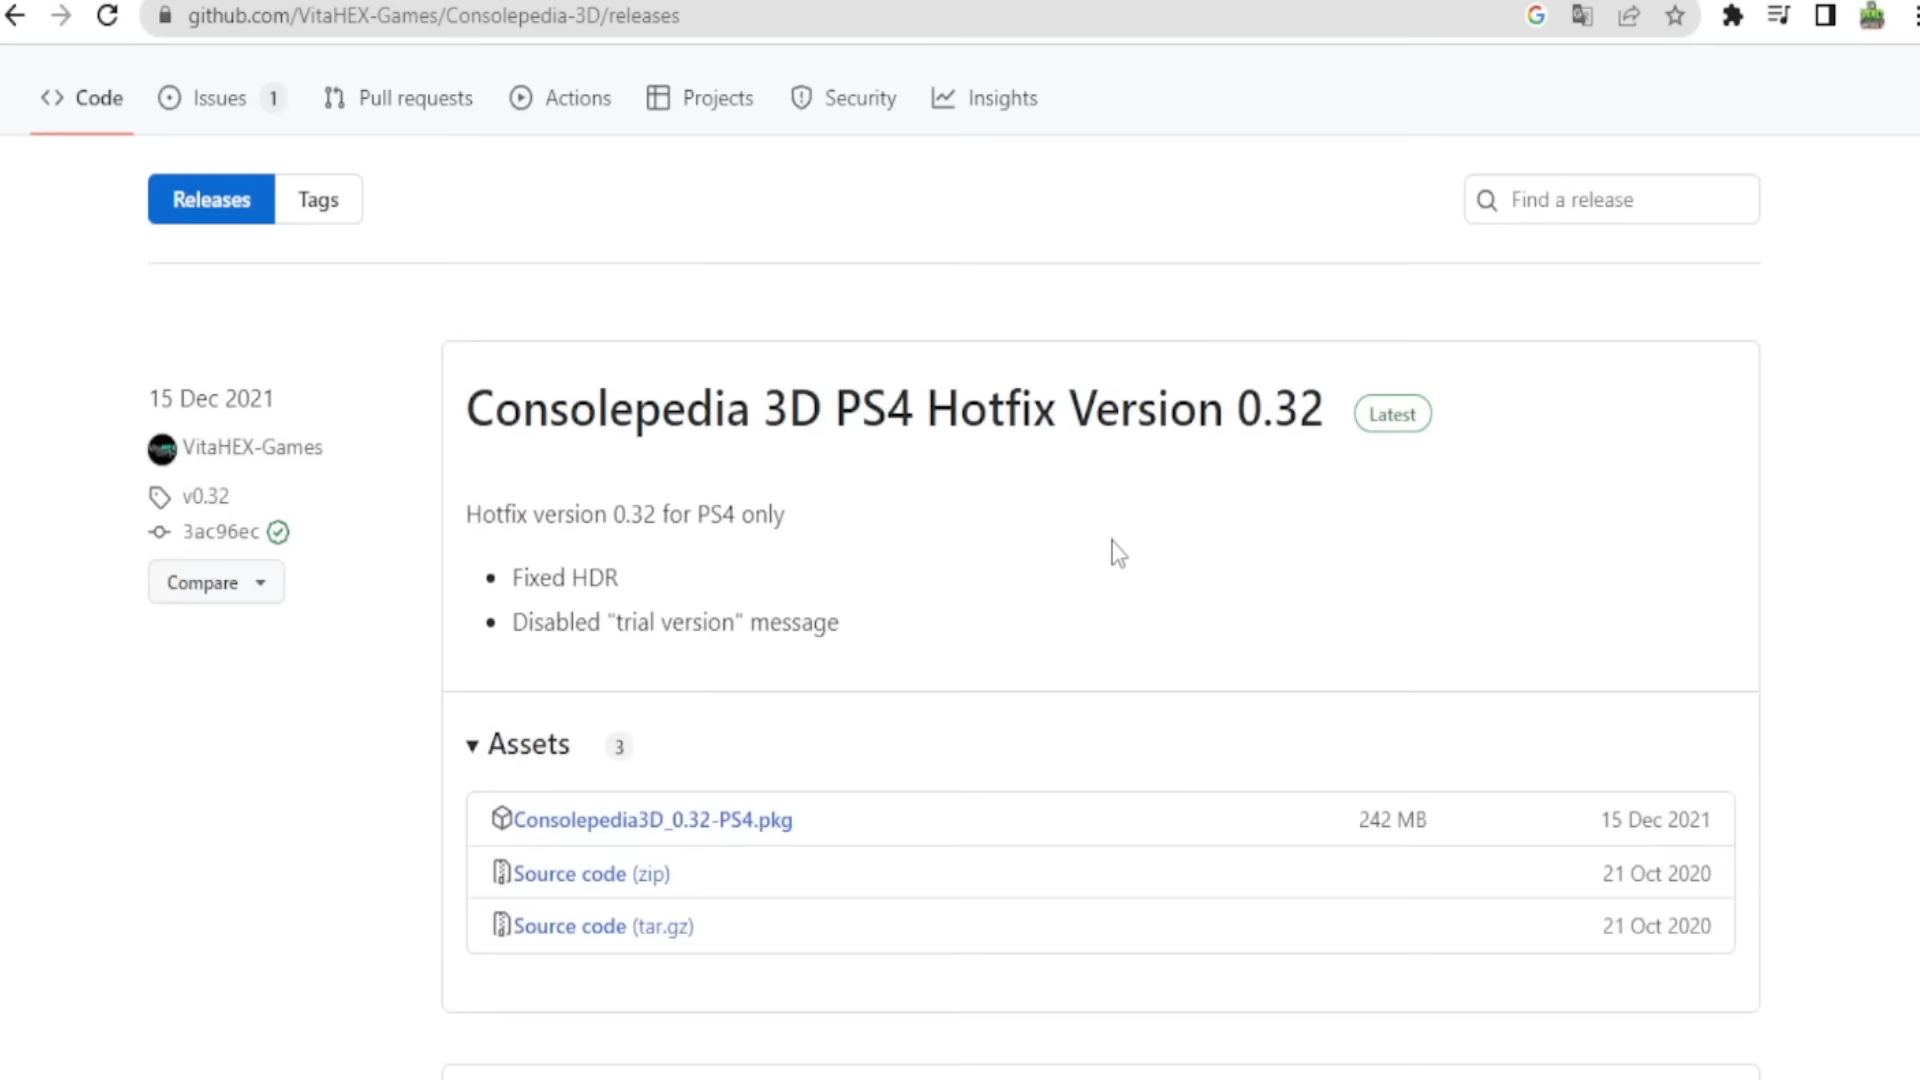 github.com/VitaHEX-Games/Consolepedia-3D/releases
Code Issues 1 Pull requests Actions Projects Security Insights
Releases Tags Find a release
15 Dec 2021
VitaHEX-Games
v0.32
3ac96ec
Compare
Consolepedia 3D PS4 Hotfix Version 0.32 Latest
Hotfix version 0.32 for PS4 only
Fixed HDR
Disabled "trial version" message
Assets 3
Consolepedia3D_0.32-PS4.pkg 242 MB 15 Dec 2021
Source code (zip) 21 Oct 2020
Source code (tar.gz) 21 Oct 2020